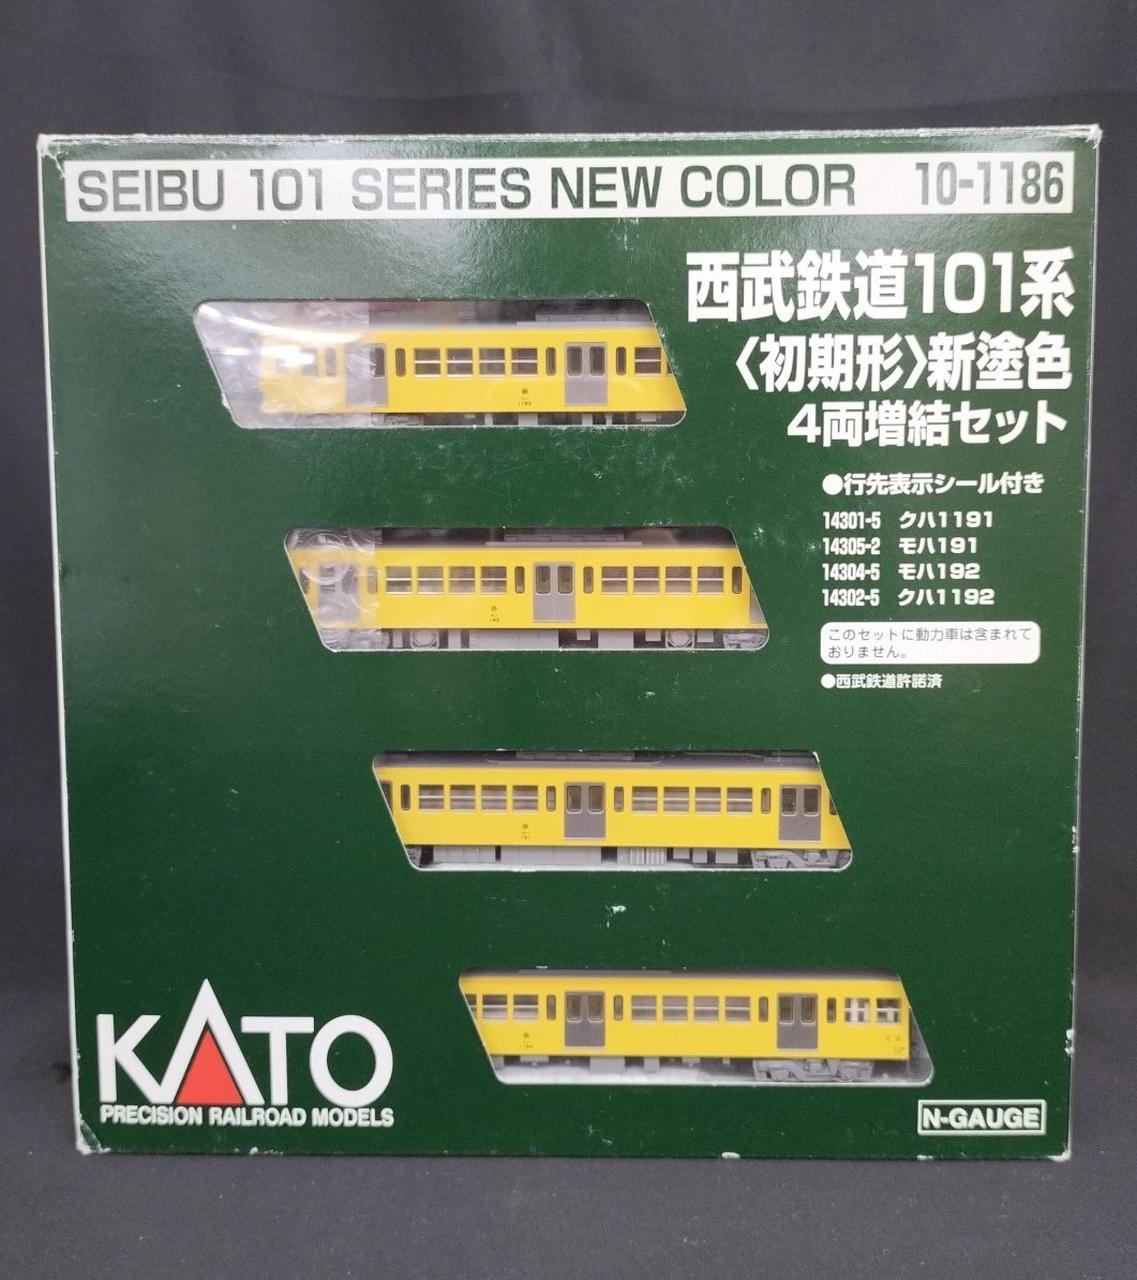 SEIBU 101 SERIES NEW COLOR 10-1186
西武鉄道101系
〈初期形〉新塗色
4両増結セット
●行先表示シール付き
14301-5 クハ1191
14305-2 モハ191
14304-5 モハ192
14302-5 クハ1192
このセットに動力車は含まれて
おりません。
●西武鉄道許諾済
KATO
PRECISION RAILROAD MODELS
N-GAUGE